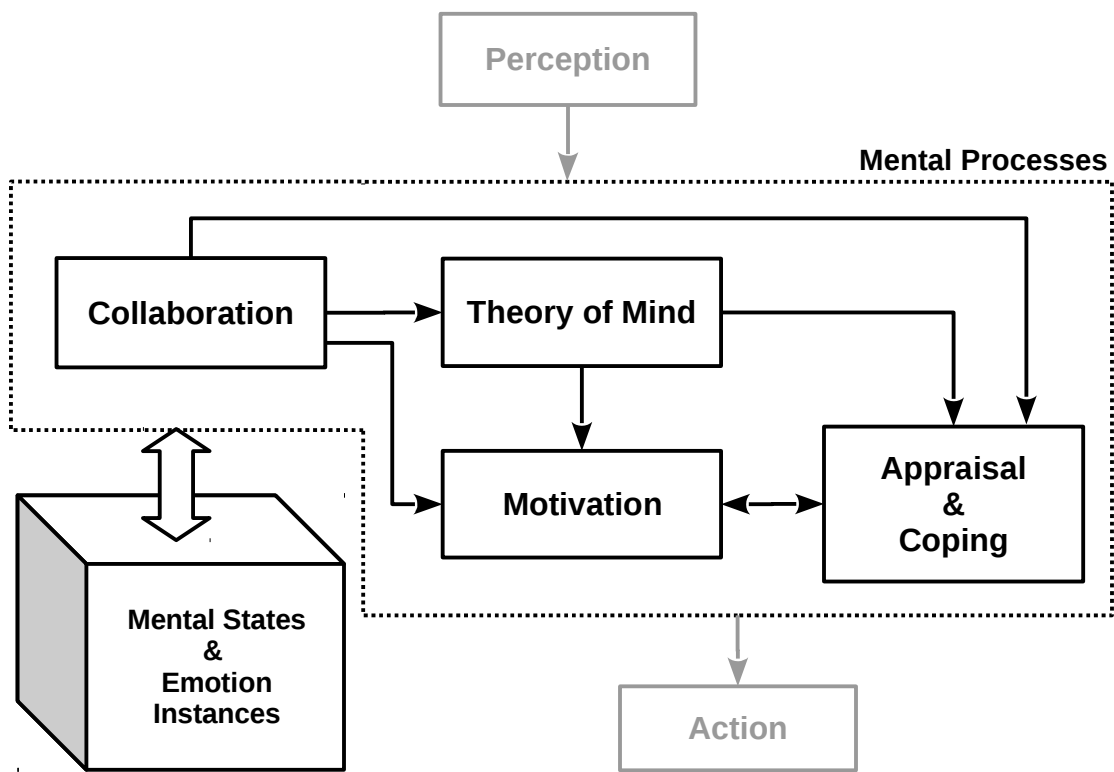 Perception
Mental Processes
Collaboration
Theory of Mind
Motivation
Appraisal
&
Coping
Mental States
&
Emotion
Instances
Action